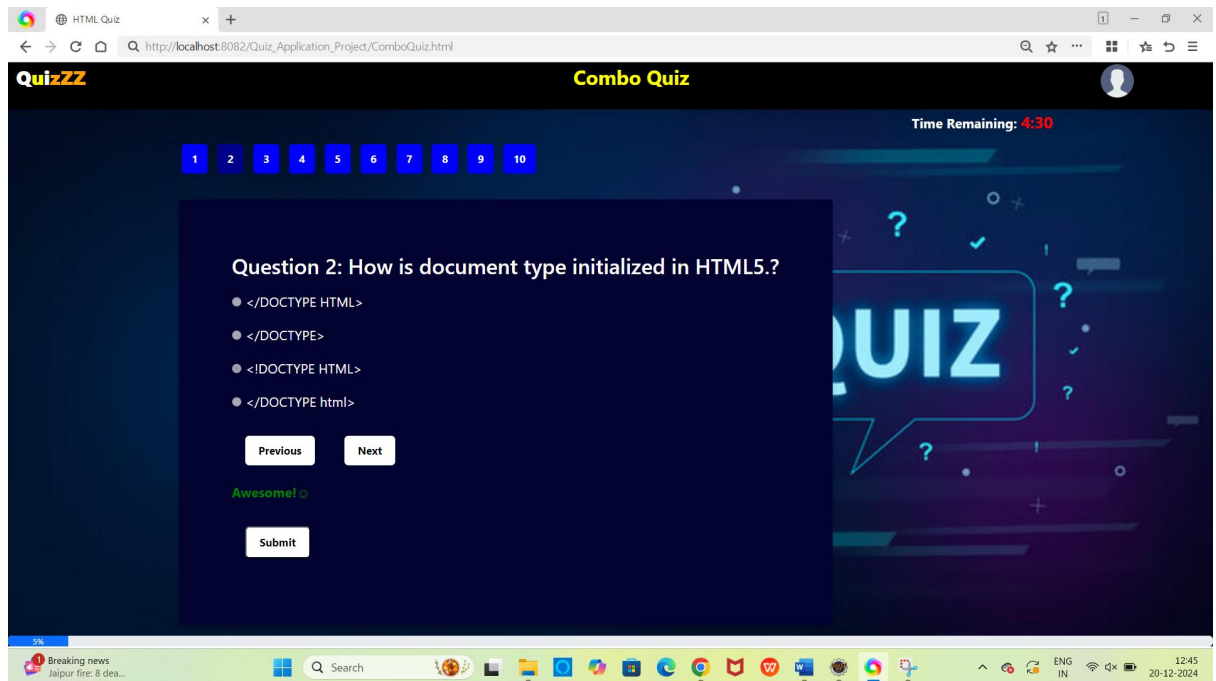 HTML Quiz
1
http://localhost:8082/Quiz_Application_Project/ComboQuiz.html
QuizZZ
Combo Quiz
Time Remaining: 4:30
1 2 3 4 5 6 7 8 9 10
Question 2: How is document type initialized in HTML5.?
</DOCTYPE HTML>
</DOCTYPE>
<!DOCTYPE HTML>
</DOCTYPE html>
Previous Next
Awesome!☺
Submit
QUIZ
5%
1
Breaking news
Jaipur fire: 8 dea...
Search
ENG
IN
12:45
20-12-2024